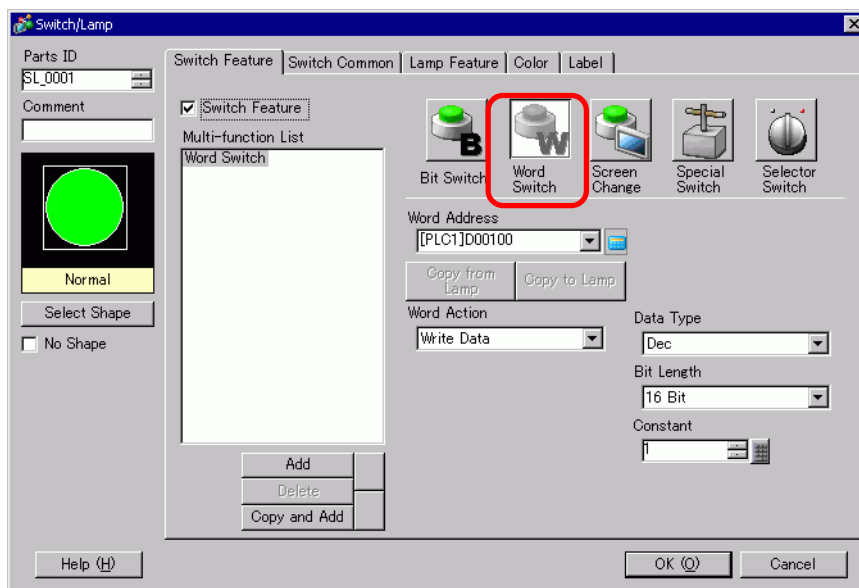 Switch/Lamp
Parts ID
SL_0001
Comment
Normal
Select Shape
No Shape
Switch Feature
Switch Common
Lamp Feature
Color
Label
Switch Feature
Multi-function List
Word Switch
Add
Delete
Copy and Add
B
Bit Switch
W
Word
Switch
Screen
Change
Special
Switch
Selector
Switch
Word Address
[PLC1]D00100
Copy from
Lamp
Copy to Lamp
Word Action
Write Data
Data Type
Dec
Bit Length
16 Bit
Constant
1
Help (H)
OK (O)
Cancel